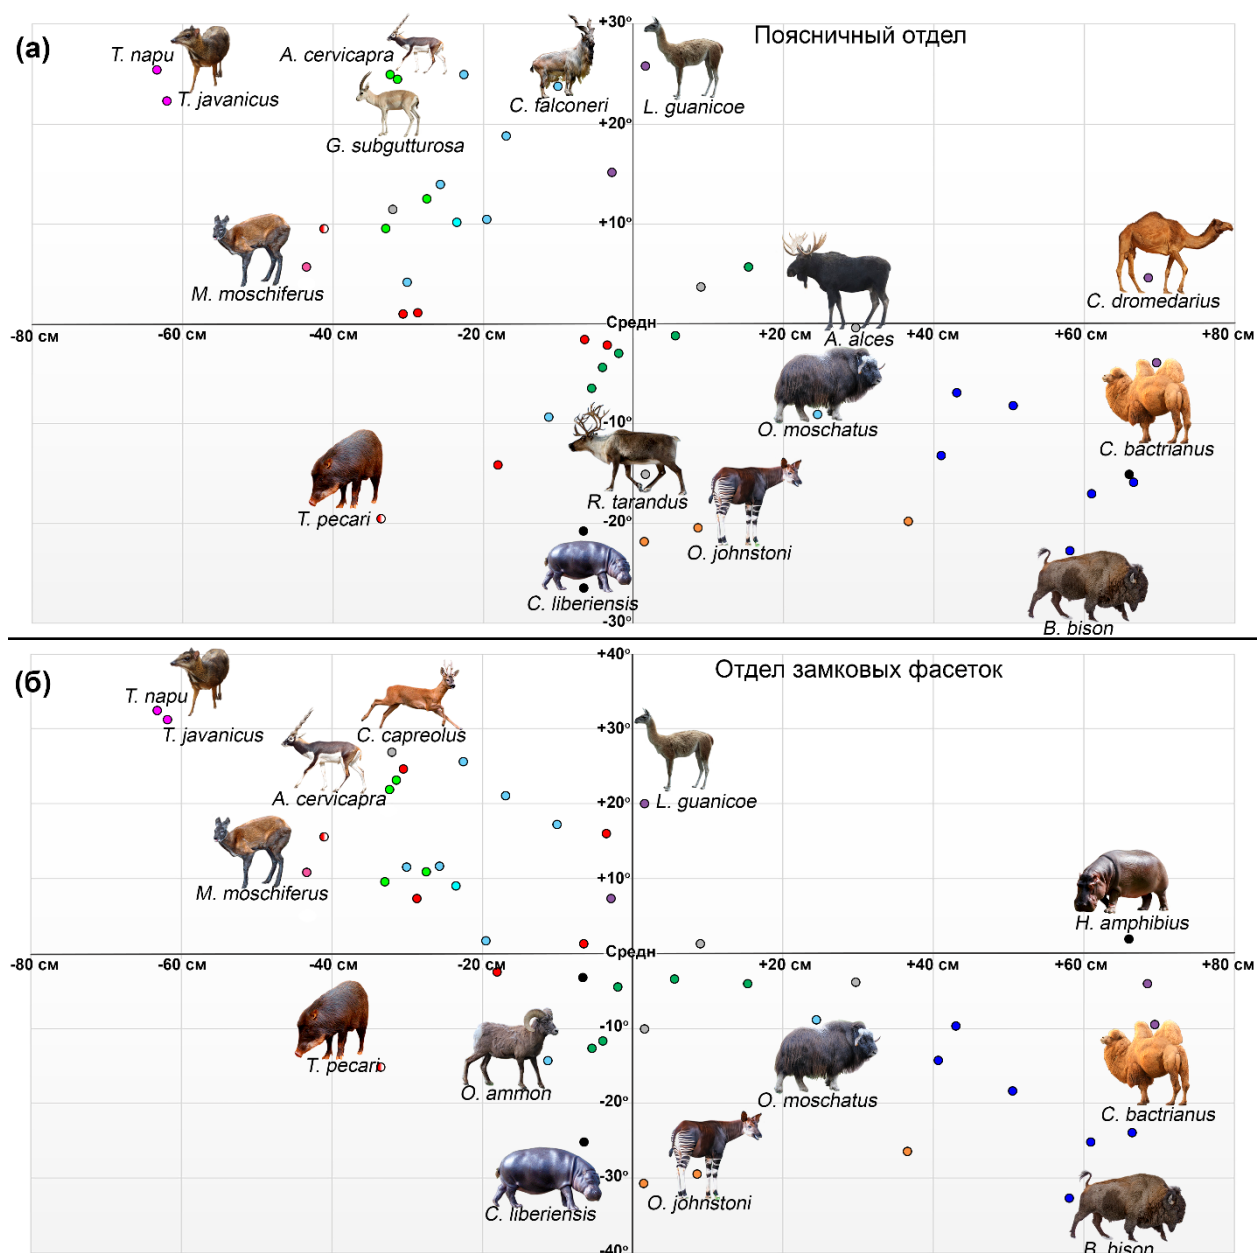 (а)
Поясничный отдел
+30°
T. napu
A. cervicapra
T. javanicus
C. falconeri
L. guanicoe
+20°
G. subgutturosa
+10°
M. moschiferus
C. dromedarius
-80 см
-60 см
-40 см
-20 см
Средн
+20 см
+40 см
+60 см
+80 см
A. alces
-10°
O. moschatus
C. bactrianus
T. pecari
R. tarandus
-20°
O. johnstoni
C. liberiensis
-30°
B. bison
(б)
Отдел замковых фасеток
+40°
T. napu
T. javanicus
C. capreolus
+30°
A. cervicapra
L. guanicoe
+20°
M. moschiferus
+10°
H. amphibius
-80 см
-60 см
-40 см
-20 см
Средн
+20 см
+40 см
+60 см
+80 см
-10°
T. pecari
O. ammon
O. moschatus
C. bactrianus
-20°
-30°
O. johnstoni
C. liberiensis
B. bison
-40°